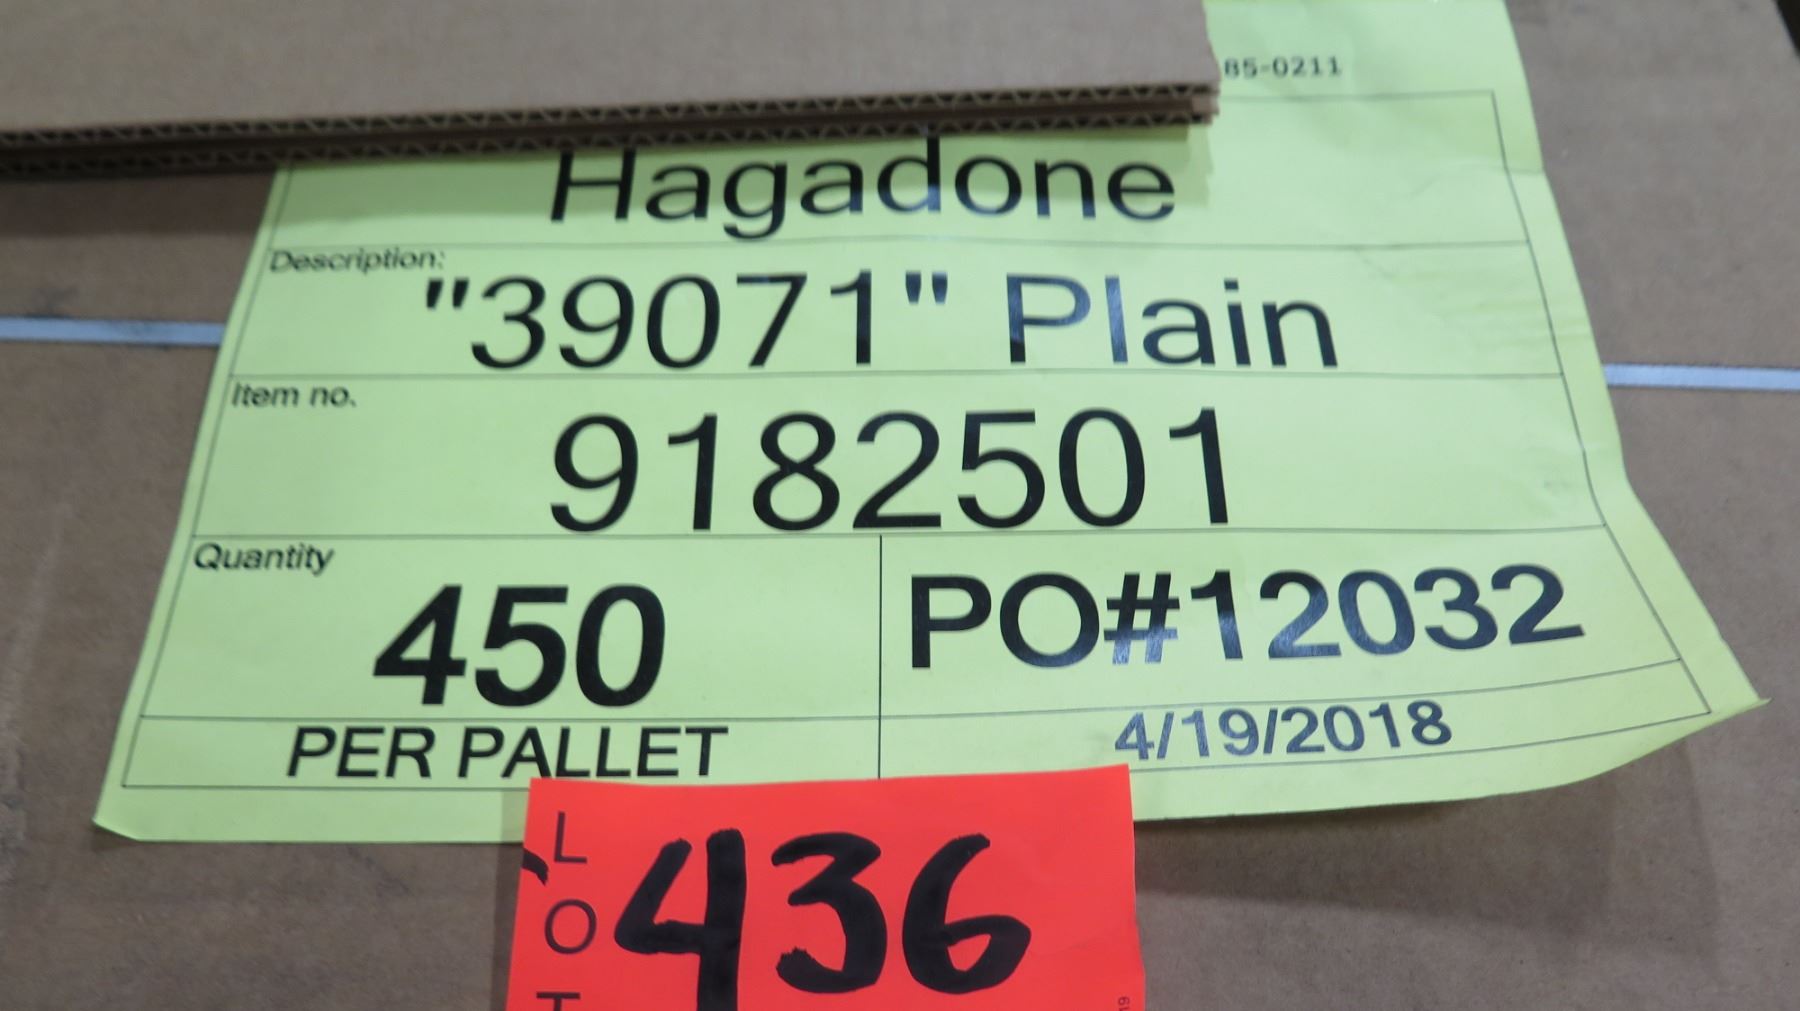 85-0211
Hagadone
Description:
"39071" Plain
Item no.
9182501
Quantity
450
PO#12032
PER PALLET
4/19/2018
LOT
436
19